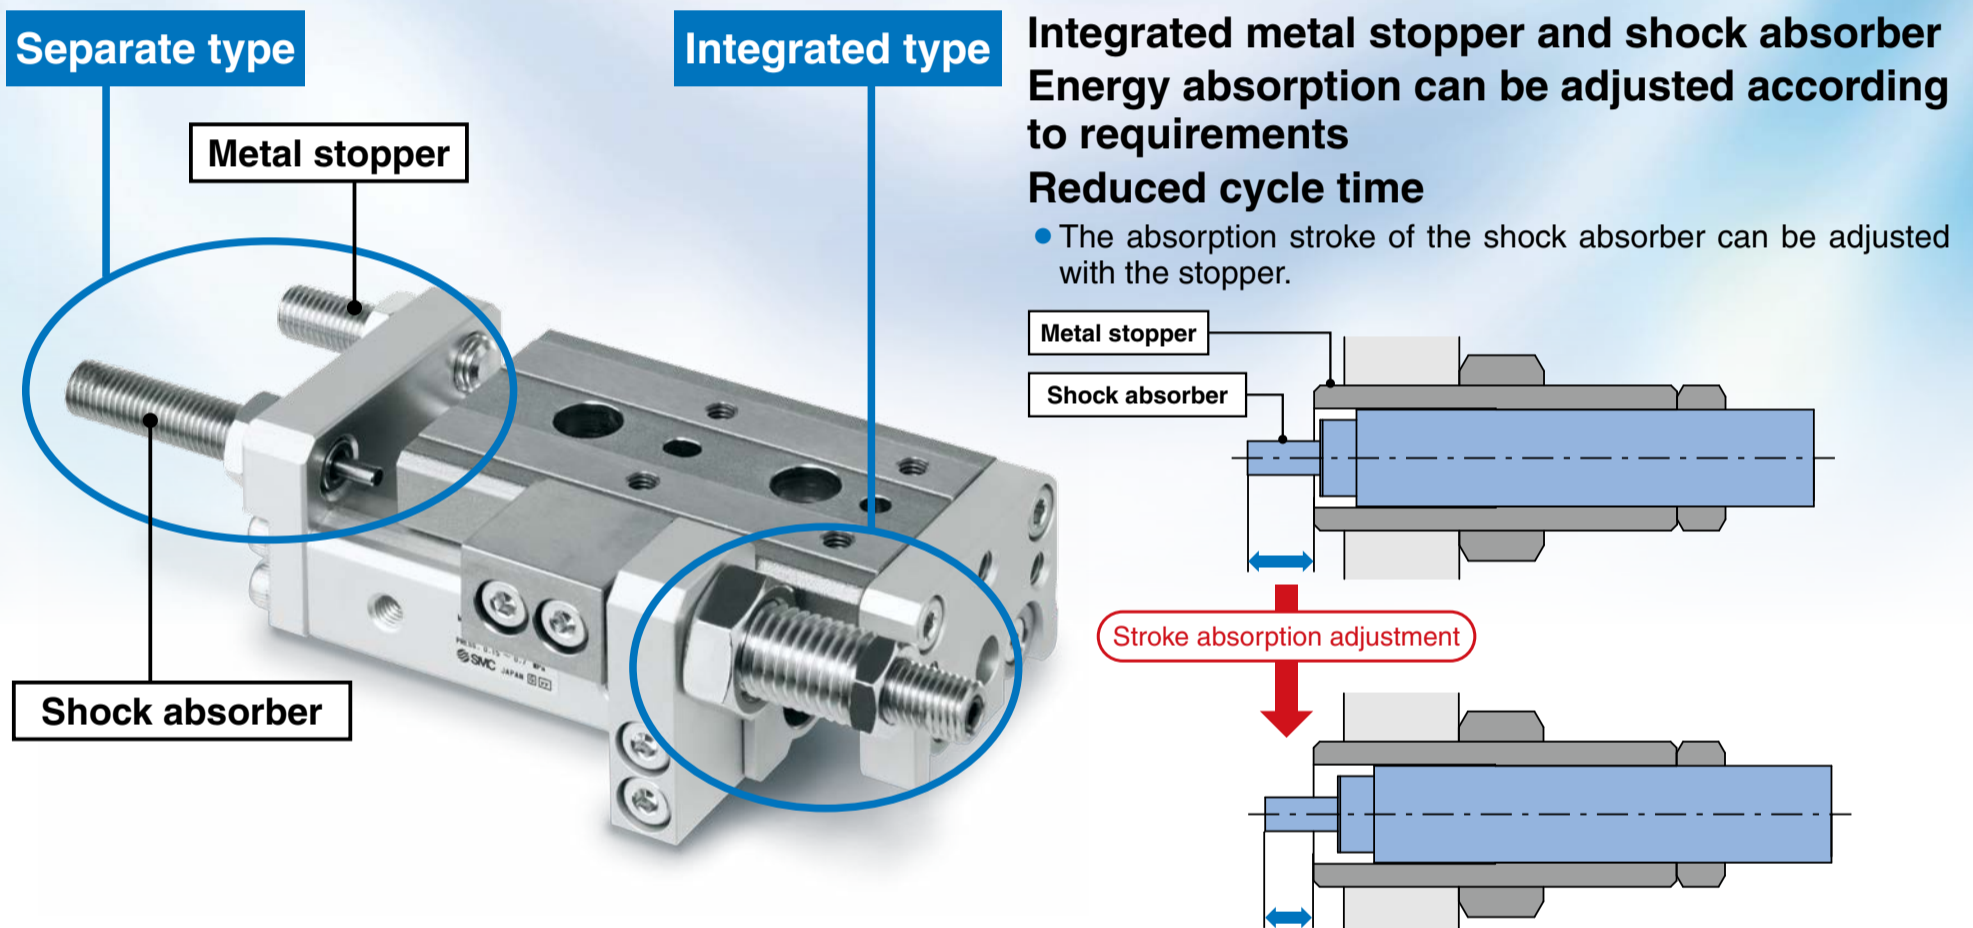 Separate type
Metal stopper
Shock absorber
Integrated type
SMC JAPAN
Integrated metal stopper and shock absorber
Energy absorption can be adjusted according
to requirements
Reduced cycle time
● The absorption stroke of the shock absorber can be adjusted
with the stopper.
Metal stopper
Shock absorber
Stroke absorption adjustment